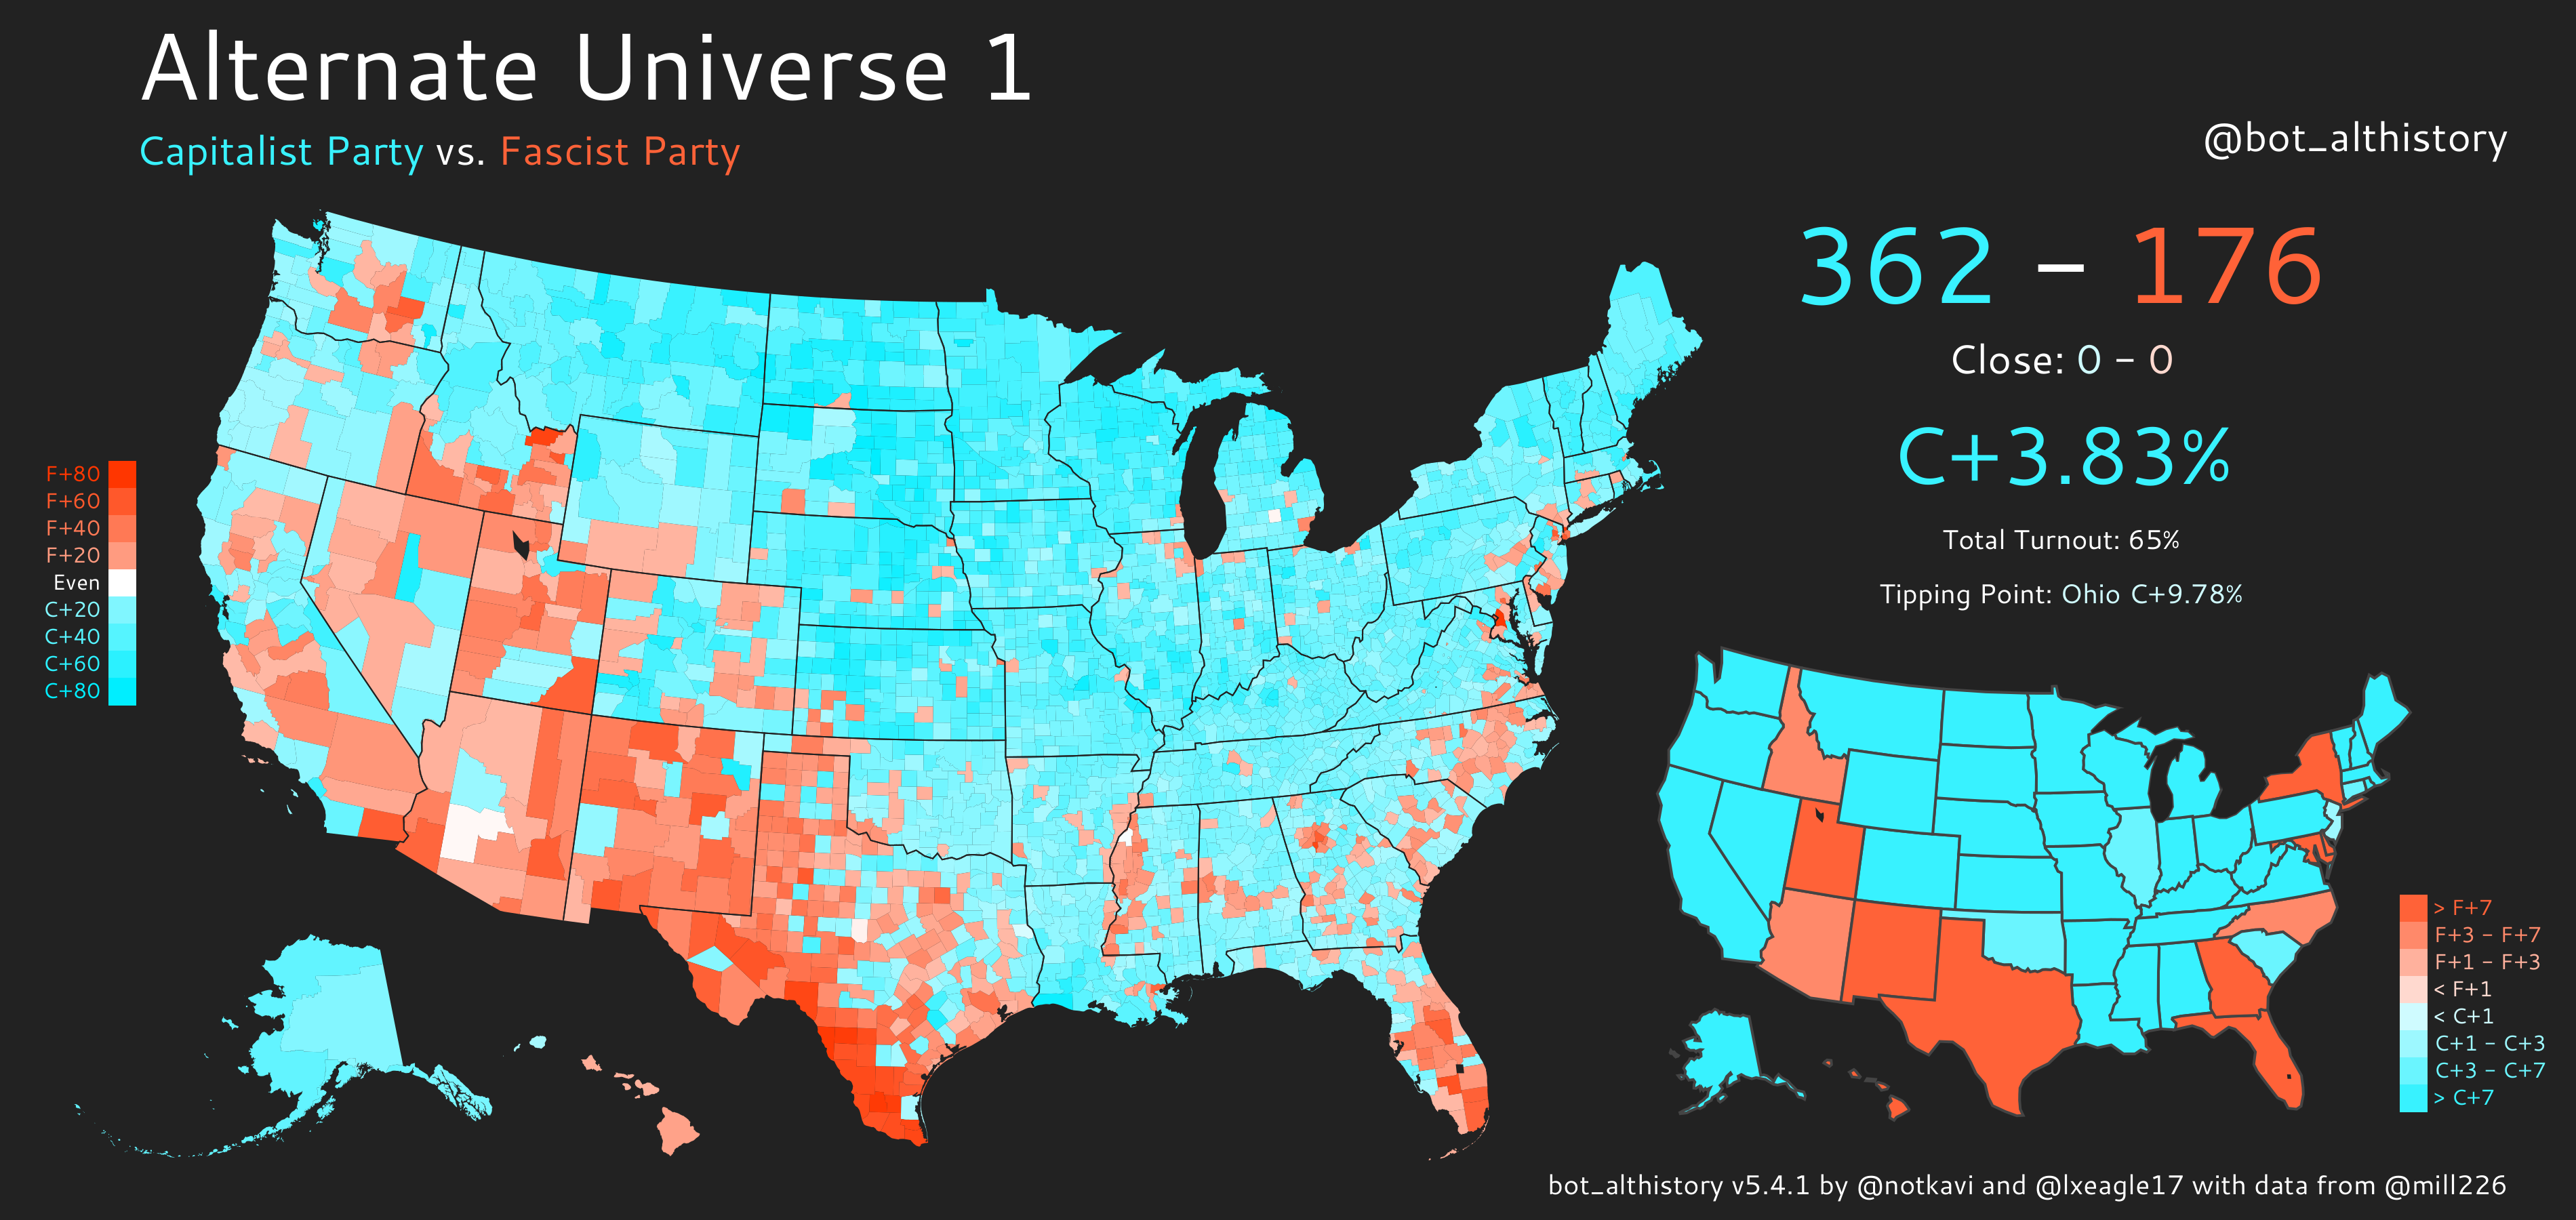 Alternate Universe 1
Capitalist Party vs. Fascist Party
@bot_althistory
362 – 176
Close: 0 – 0
C+3.83%
Total Turnout: 65%
Tipping Point: Ohio C+9.78%
F+80
F+60
F+40
F+20
Even
C+20
C+40
C+60
C+80
> F+7
F+3 – F+7
F+1 – F+3
< F+1
< C+1
C+1 – C+3
C+3 – C+7
> C+7
bot_althistory v5.4.1 by @notkavi and @lxeagle17 with data from @mill226